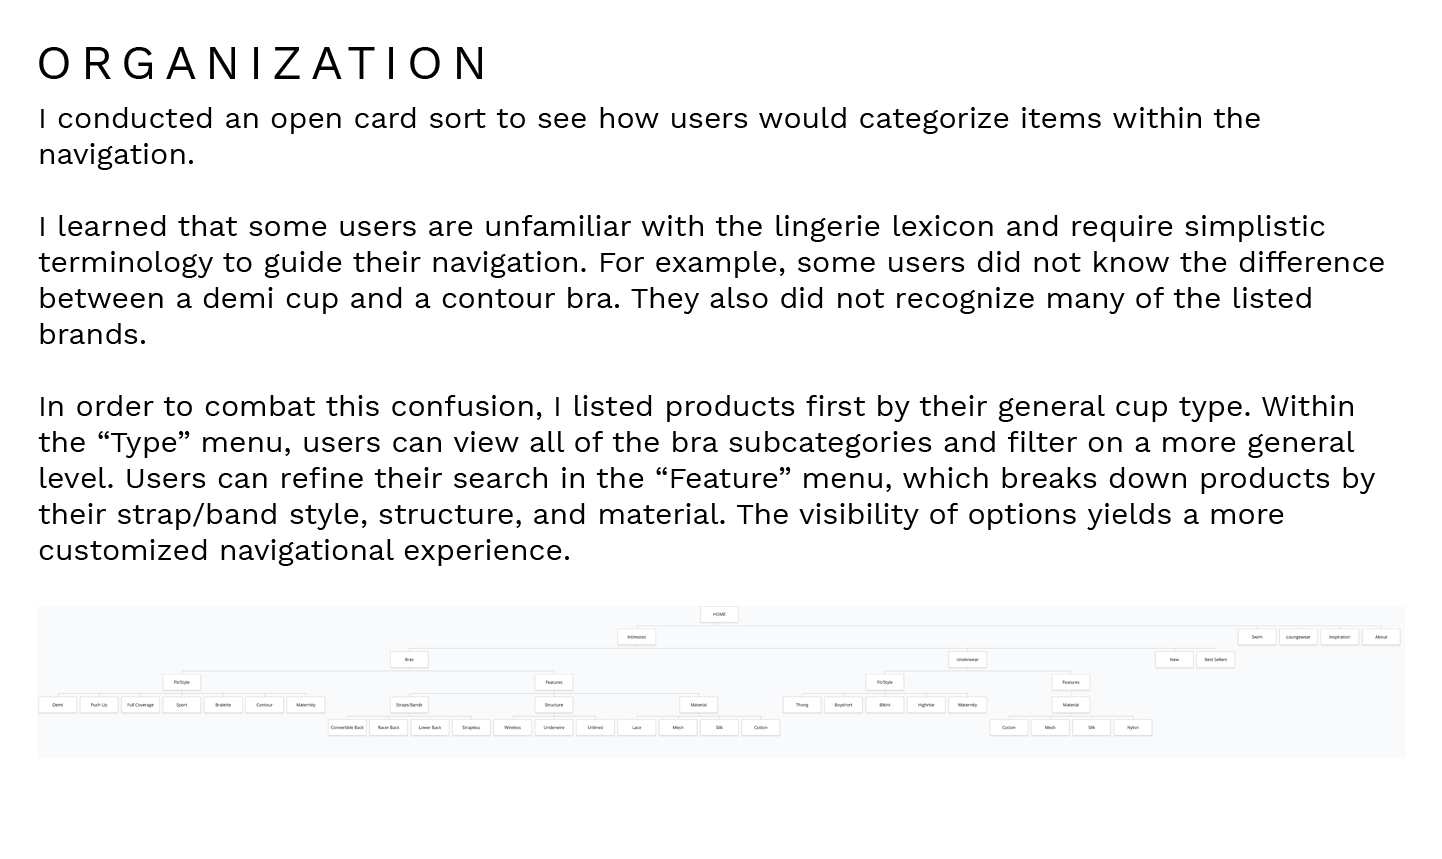 ORGANIZATION
I conducted an open card sort to see how users would categorize items within the
navigation.
I learned that some users are unfamiliar with the lingerie lexicon and require simplistic
terminology to guide their navigation. For example, some users did not know the difference
between a demi cup and a contour bra. They also did not recognize many of the listed
brands.
In order to combat this confusion, I listed products first by their general cup type. Within
the “Type” menu, users can view all of the bra subcategories and filter on a more general
level. Users can refine their search in the “Feature” menu, which breaks down products by
their strap/band style, structure, and material. The visibility of options yields a more
customized navigational experience.
HOME
Intimates Swim Loungewear Inspiration About
Bras Underwear New Best Sellers
Fit/Style Features Fit/Style Features
Demi Push Up Full Coverage Sport Bralette Contour Maternity Straps/Bands Structure Material Thong Boyshort Bikini Highrise Maternity Material
Convertible Back Racer Back Lower Back Strapless Wireless Underwire Unlined Lace Mesh Silk Cotton Cotton Mesh Silk Nylon